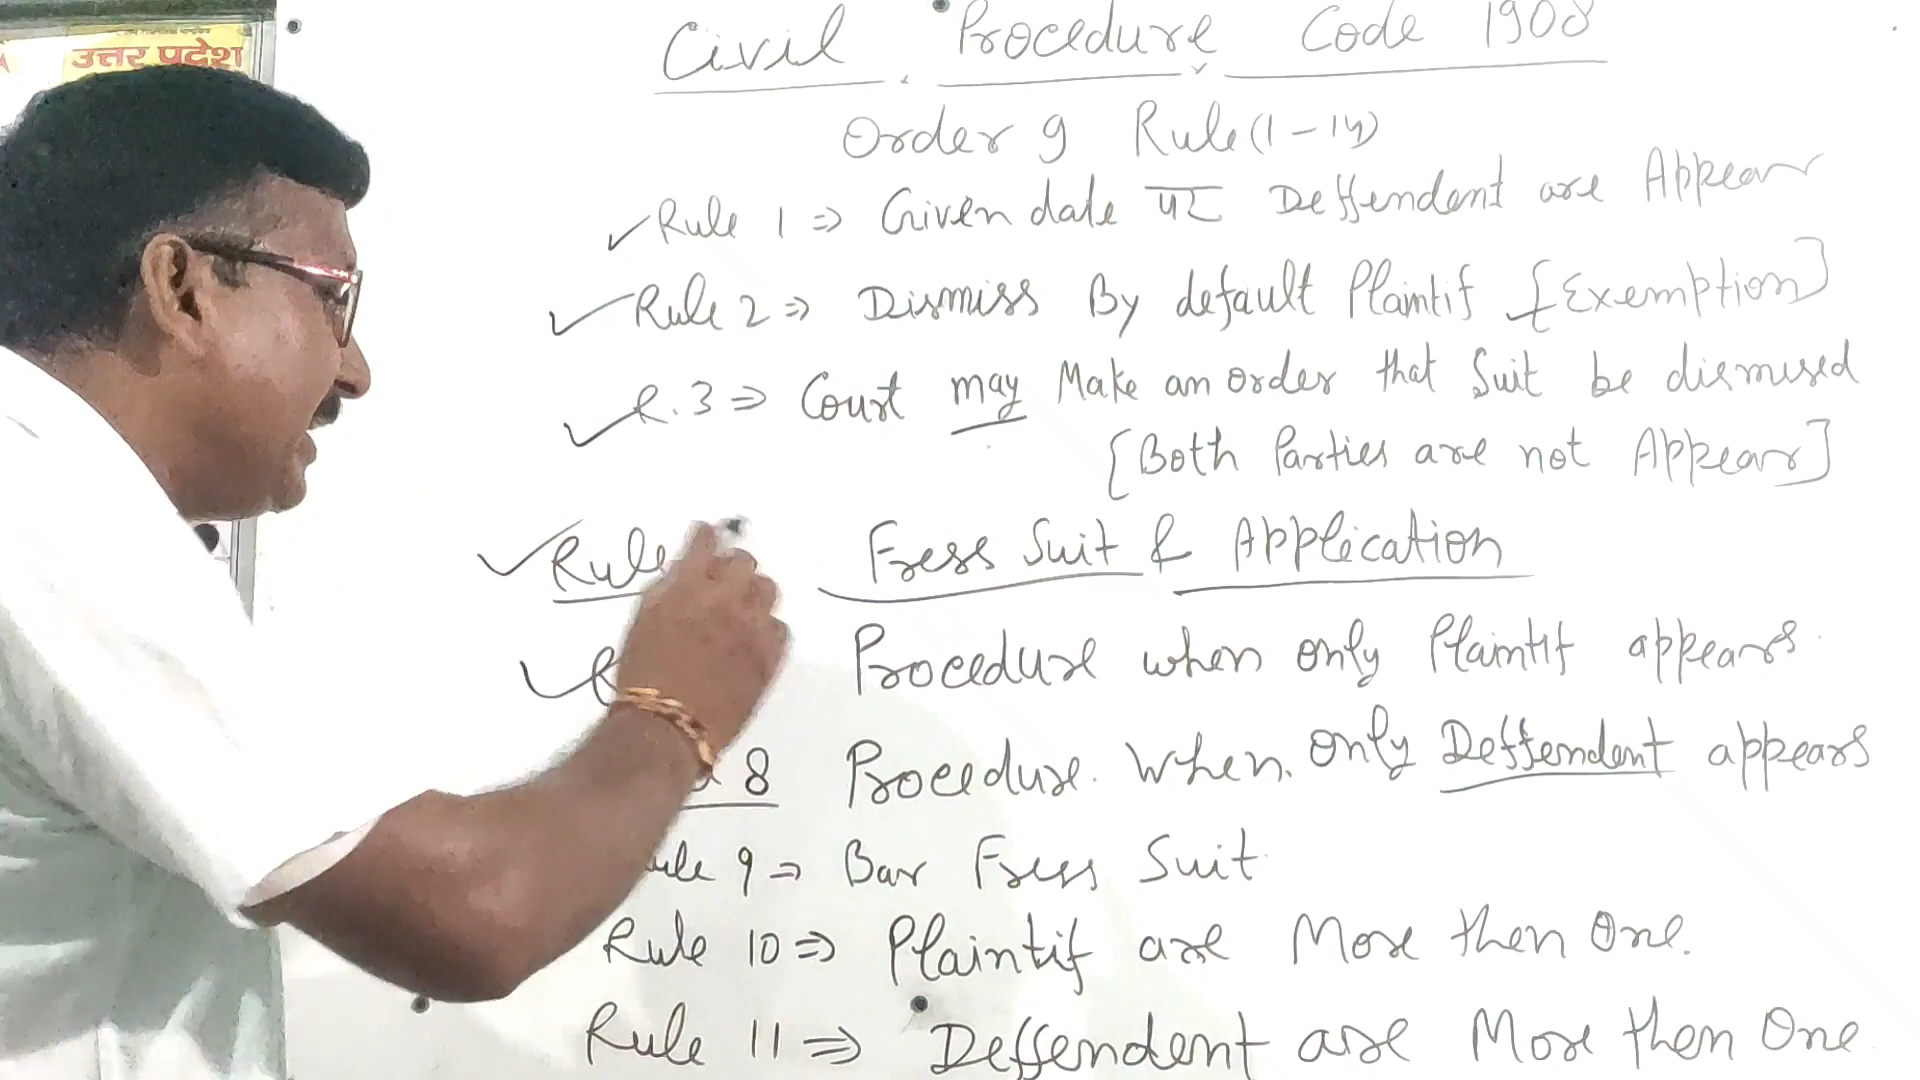 उत्तर प्रदेश
Civil Procedure Code 1908
Order 9 Rule (1-14)
Rule 1 ⇒ Given date पर Deffendent are Appear
Rule 2 ⇒ Dismiss By default Plaintif [Exemption]
R. 3 ⇒ Court may Make an order that Suit be dismissed
[Both Parties are not Appear]
Rule Fress Suit & Application
Procedure when only Plaintif appears
8 Procedure When only Deffendent appears
Rule 9 ⇒ Bar Fress Suit
Rule 10 ⇒ Plaintif are More then One.
Rule 11 ⇒ Deffendent are More then One